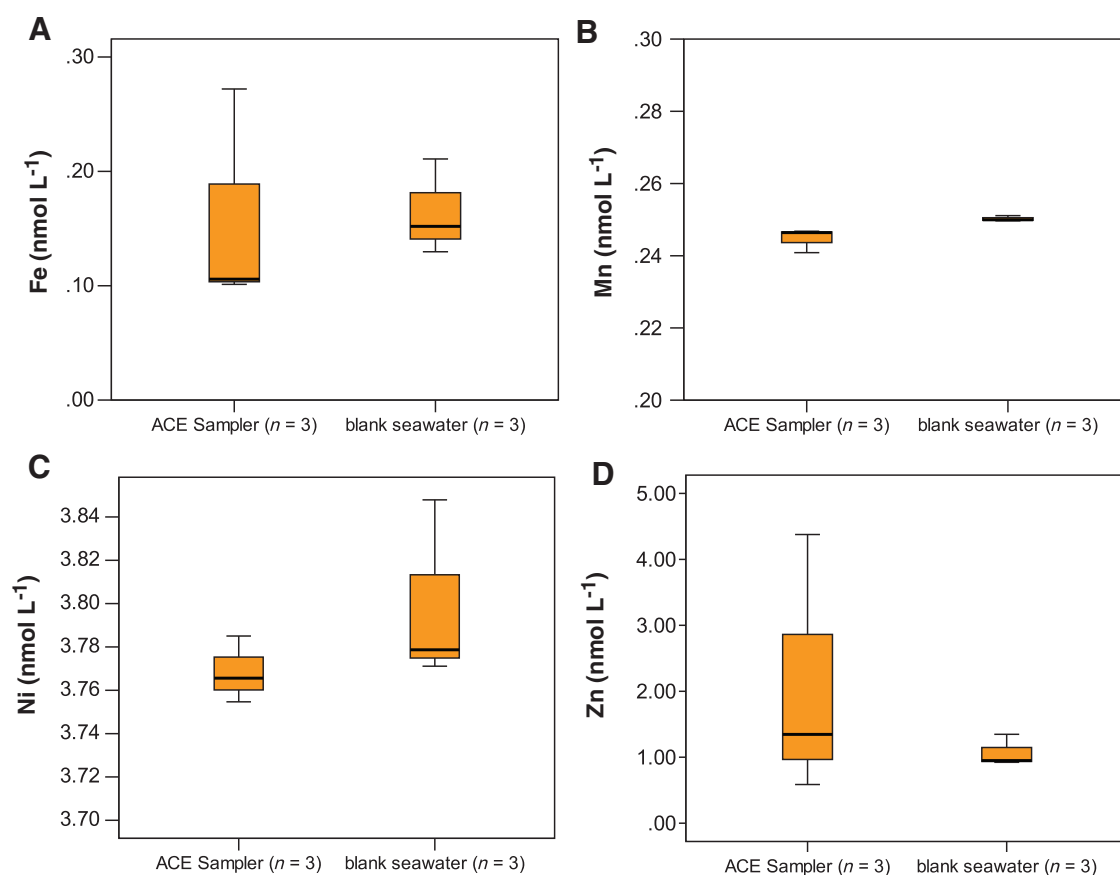 A
Fe (nmol L-1)
.30
.20
.10
.00
ACE Sampler (n = 3)
blank seawater (n = 3)
B
Mn (nmol L-1)
.30
.28
.26
.24
.22
.20
ACE Sampler (n = 3)
blank seawater (n = 3)
C
Ni (nmol L-1)
3.84
3.82
3.80
3.78
3.76
3.74
3.72
3.70
ACE Sampler (n = 3)
blank seawater (n = 3)
D
Zn (nmol L-1)
5.00
4.00
3.00
2.00
1.00
.00
ACE Sampler (n = 3)
blank seawater (n = 3)